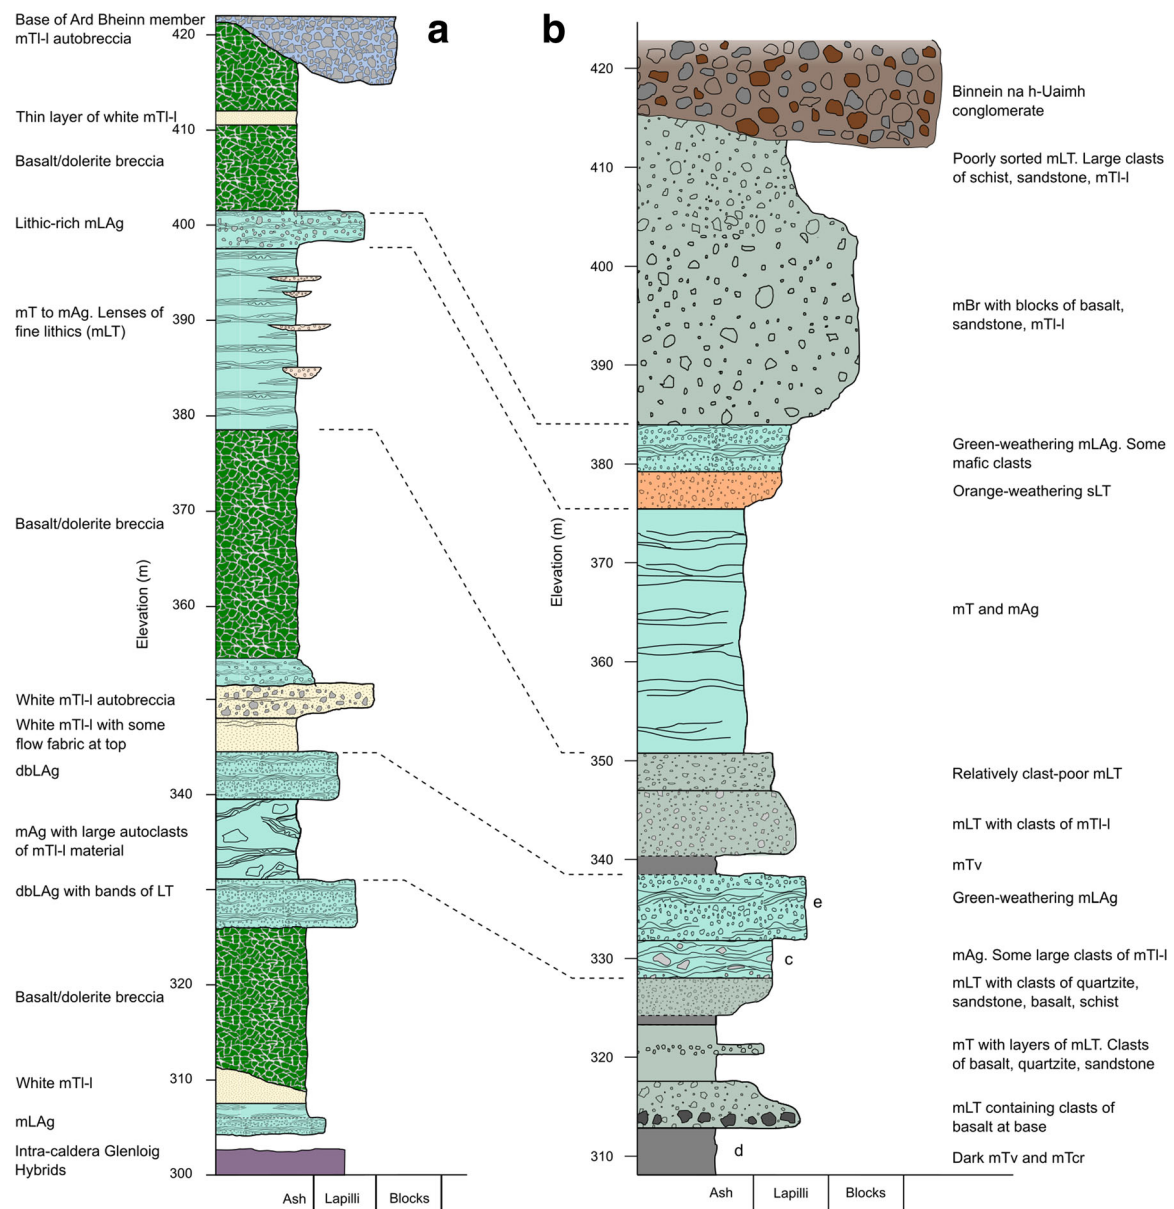 a
Base of Ard Bheinn member
mTl-l autobreccia
Thin layer of white mTl-l
Basalt/dolerite breccia
Lithic-rich mLAg
mT to mAg. Lenses of
fine lithics (mLT)
Basalt/dolerite breccia
White mTl-l autobreccia
White mTl-l with some
flow fabric at top
dbLAg
mAg with large autoclasts
of mTl-l material
dbLAg with bands of LT
Basalt/dolerite breccia
White mTl-l
mLAg
Intra-caldera Glenloig
Hybrids
Elevation (m)
420
410
400
390
380
370
360
340
320
310
300
Ash
Lapilli
Blocks
b
Elevation (m)
420
410
400
390
380
370
360
350
340
330
320
310
e
c
d
Binnein na h-Uaimh
conglomerate
Poorly sorted mLT. Large clasts
of schist, sandstone, mTl-l
mBr with blocks of basalt,
sandstone, mTl-l
Green-weathering mLAg. Some
mafic clasts
Orange-weathering sLT
mT and mAg
Relatively clast-poor mLT
mLT with clasts of mTl-l
mTv
Green-weathering mLAg
mAg. Some large clasts of mTl-l
mLT with clasts of quartzite,
sandstone, basalt, schist
mT with layers of mLT. Clasts
of basalt, quartzite, sandstone
mLT containing clasts of
basalt at base
Dark mTv and mTcr
Ash
Lapilli
Blocks